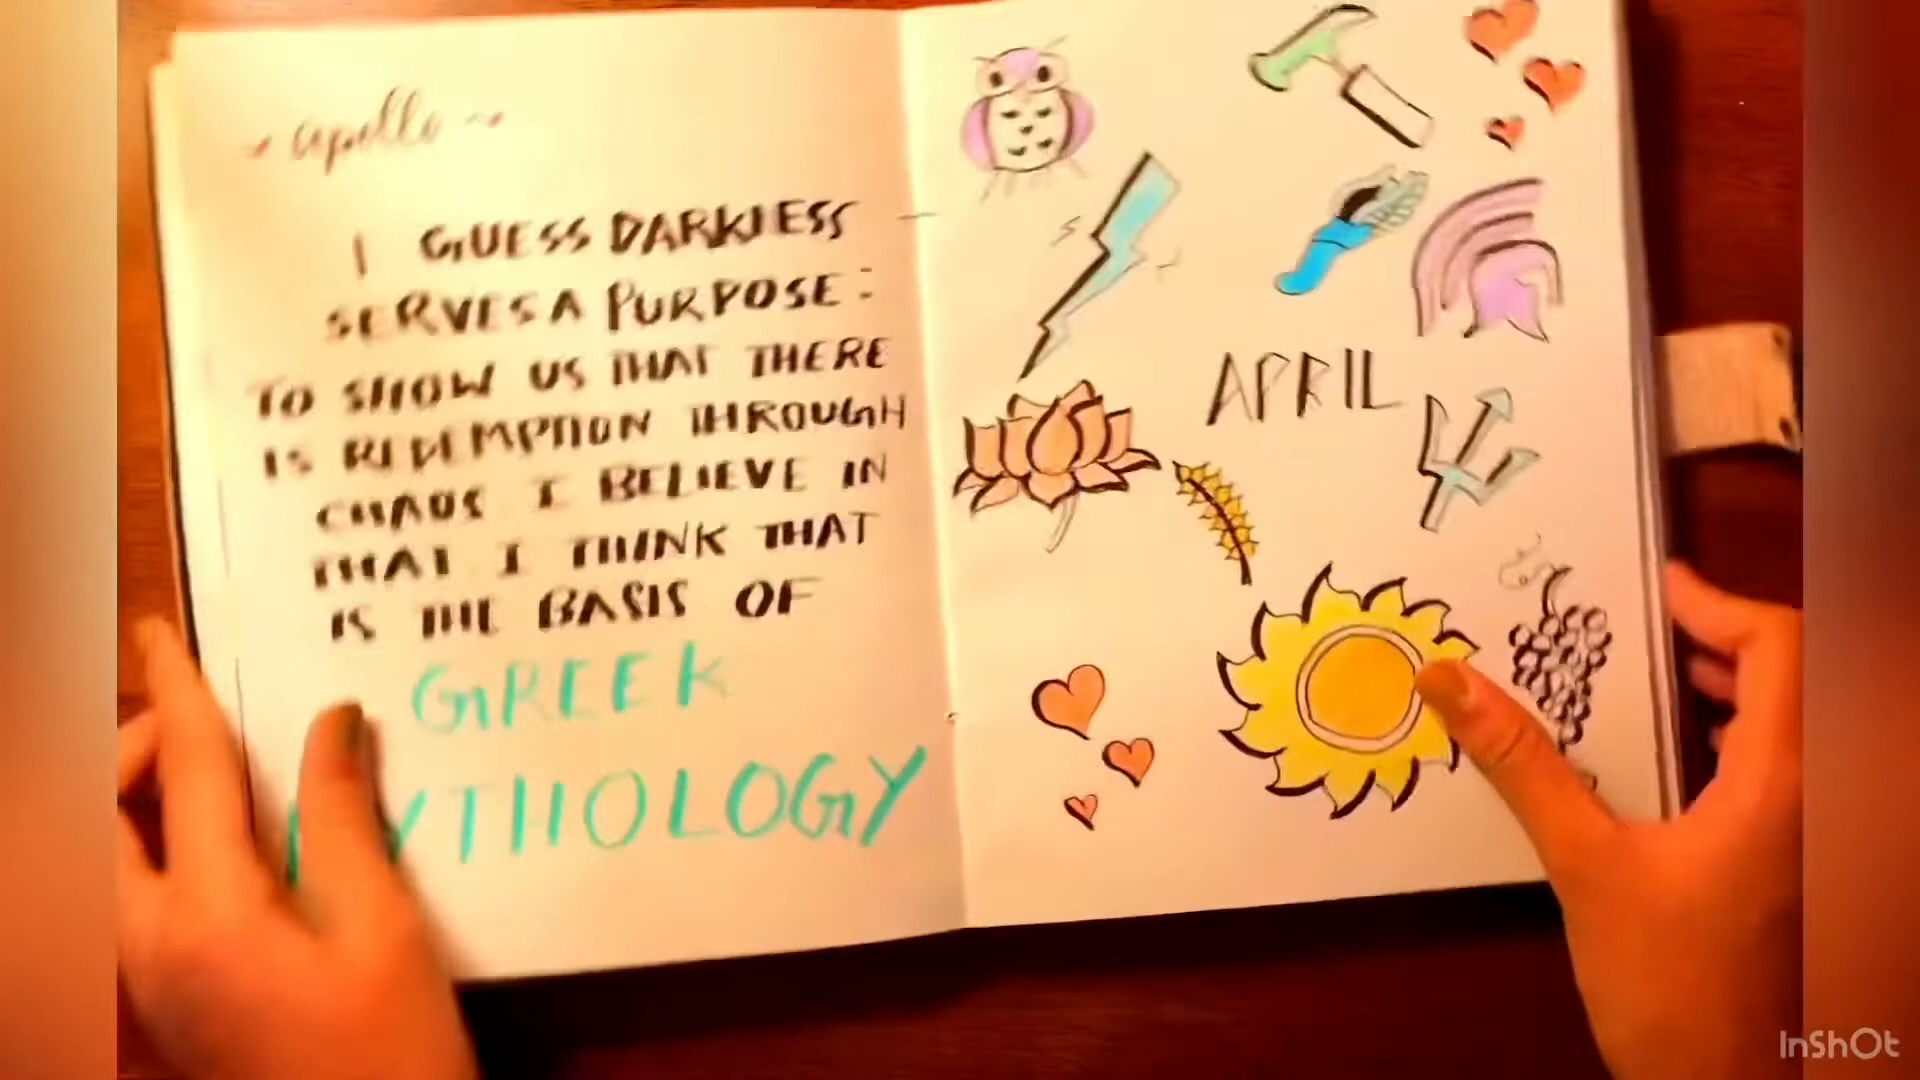 ~ apollo ~
I GUESS DARKNESS
SERVES A PURPOSE:
TO SHOW US THAT THERE
IS REDEMPTION THROUGH
CHAOS I BELIEVE IN
THAT I THINK THAT
IS THE BASIS OF
GREEK
MYTHOLOGY
APRIL
InShOt